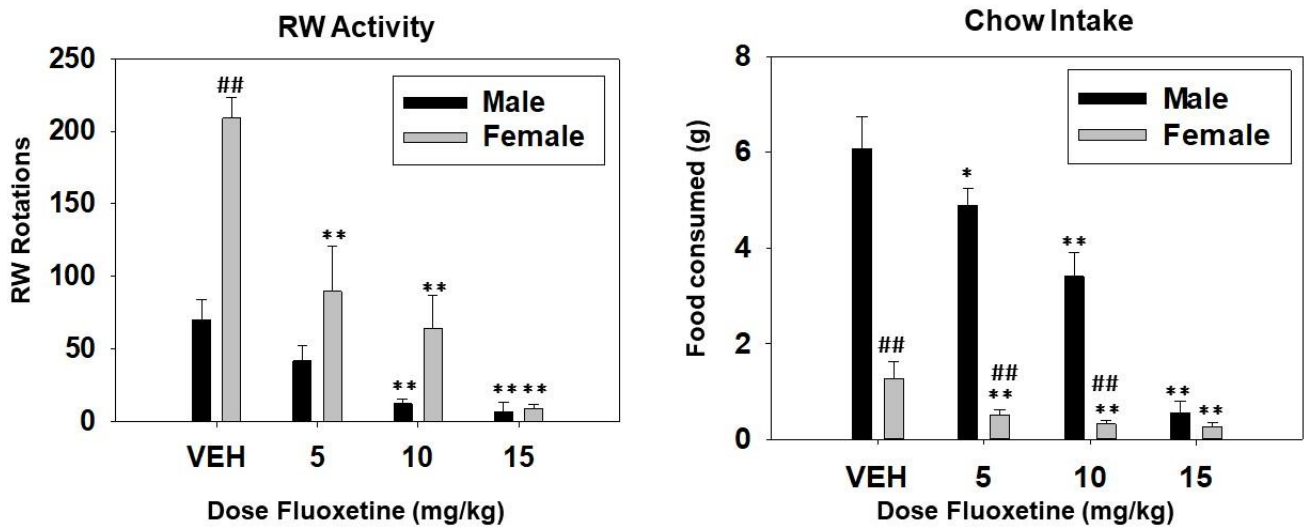 RW Activity
250
200
150
100
50
0
RW Rotations
##
**
**
**
** **
Male
Female
VEH 5 10 15
Dose Fluoxetine (mg/kg)
Chow Intake
8
6
4
2
0
Food consumed (g)
*
**
##
##
**
##
**
**
**
Male
Female
VEH 5 10 15
Dose Fluoxetine (mg/kg)